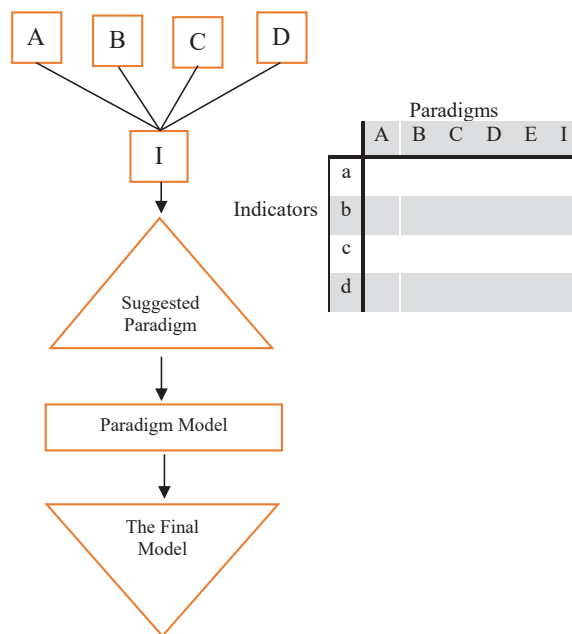 A B C D
I
Suggested
Paradigm
Paradigm Model
The Final
Model
Paradigms
A B C D E I
a
Indicators b
c
d